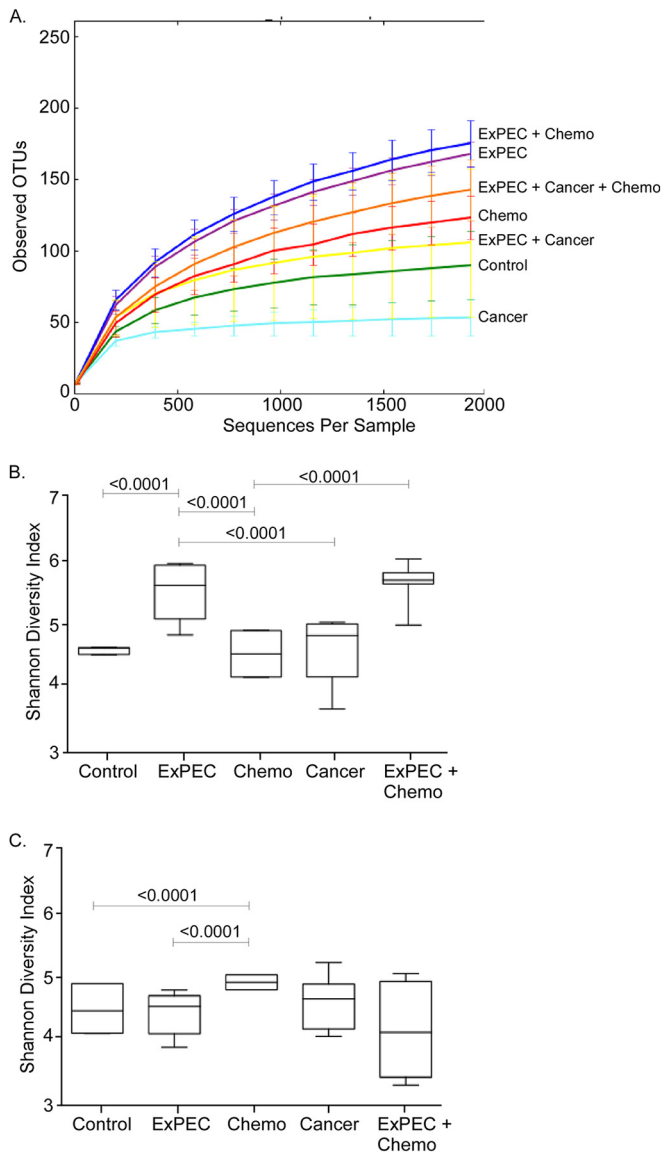 A.
250
200
150
100
50
0
Observed OTUs
ExPEC + Chemo
ExPEC
ExPEC + Cancer + Chemo
Chemo
ExPEC + Cancer
Control
Cancer
0 500 1000 1500 2000
Sequences Per Sample
B.
7
6
5
4
3
Shannon Diversity Index
<0.0001 <0.0001
<0.0001
<0.0001
Control ExPEC Chemo Cancer ExPEC +
Chemo
C.
7
6
5
4
3
Shannon Diversity Index
<0.0001
<0.0001
Control ExPEC Chemo Cancer ExPEC +
Chemo